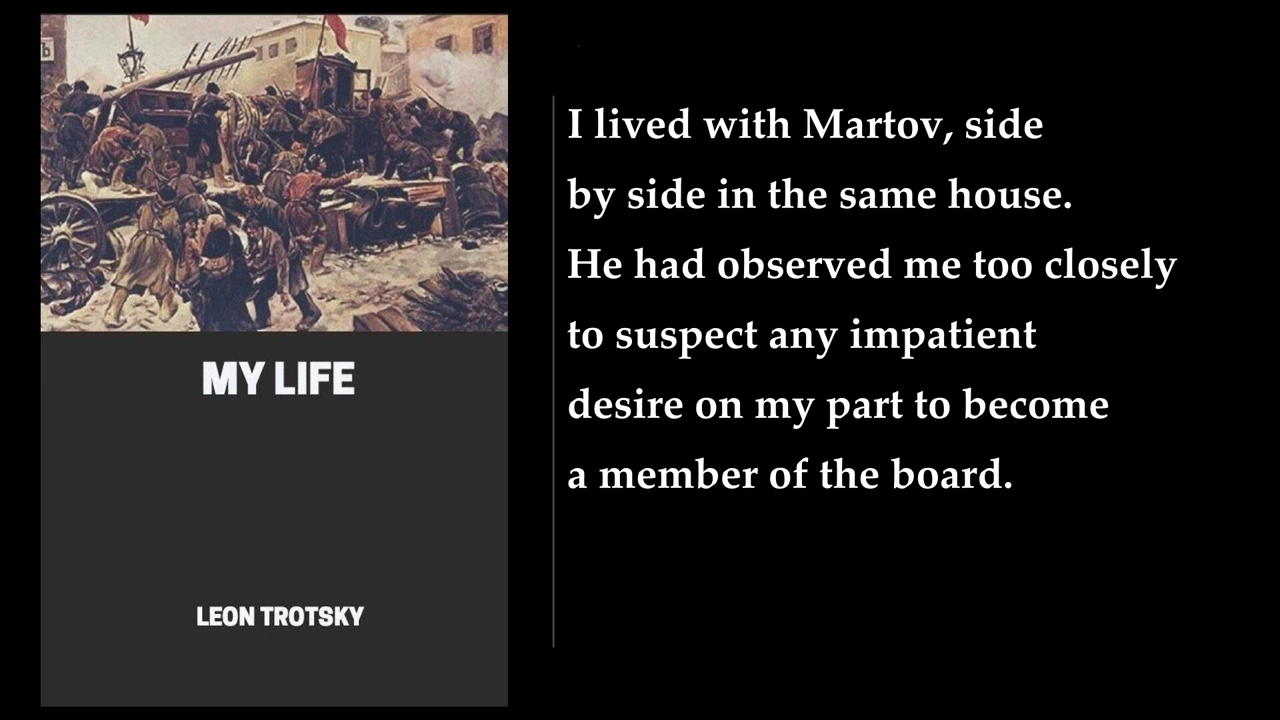 MY LIFE
LEON TROTSKY
I lived with Martov, side
by side in the same house.
He had observed me too closely
to suspect any impatient
desire on my part to become
a member of the board.